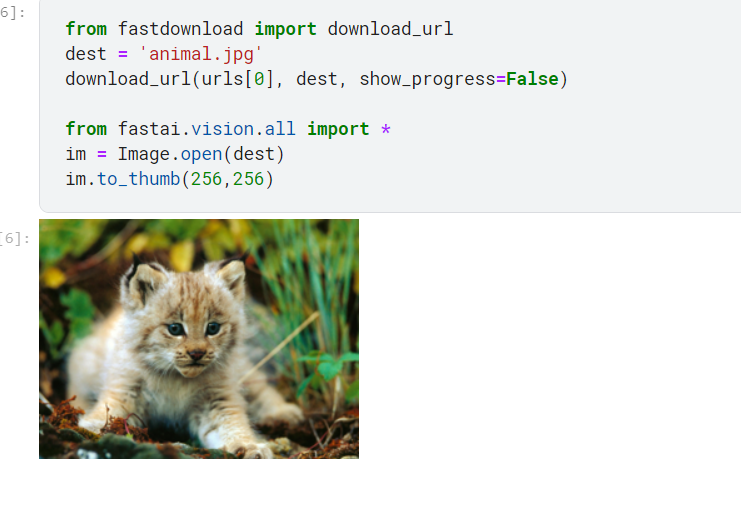 6]:
from fastdownload import download_url
dest = 'animal.jpg'
download_url(urls[0], dest, show_progress=False)
from fastai.vision.all import *
im = Image.open(dest)
im.to_thumb(256,256)
[6]: